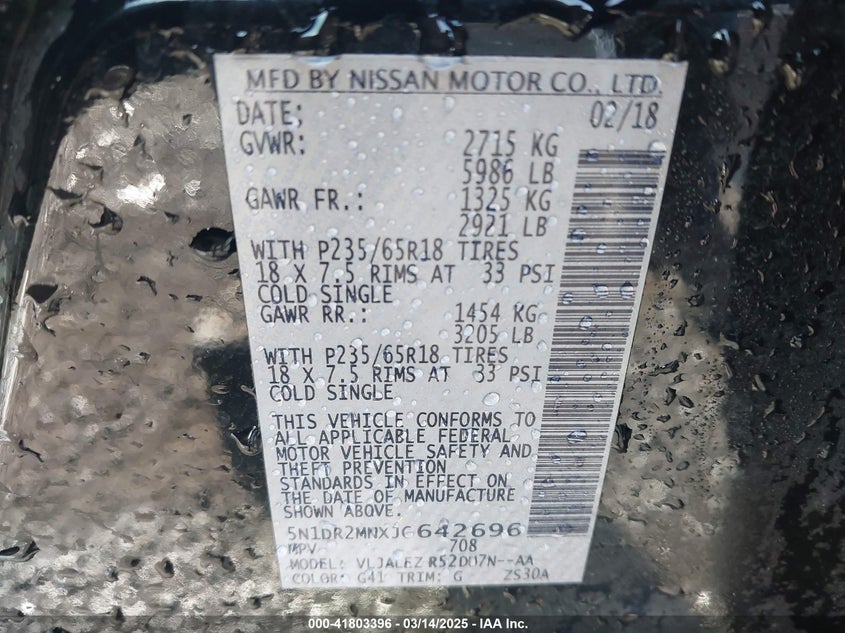 MFD BY NISSAN MOTOR CO., LTD.
DATE: 02/18
GVWR: 2715 KG
5986 LB
GAWR FR.: 1325 KG
2921 LB
WITH P235/65R18 TIRES
18 X 7.5 RIMS AT 33 PSI
COLD SINGLE
GAWR RR.: 1454 KG
3205 LB
WITH P235/65R18 TIRES
18 X 7.5 RIMS AT 33 PSI
COLD SINGLE
THIS VEHICLE CONFORMS TO
ALL APPLICABLE FEDERAL
MOTOR VEHICLE SAFETY AND
THEFT PREVENTION
STANDARDS IN EFFECT ON
THE DATE OF MANUFACTURE
SHOWN ABOVE.
5N1DR2MNXJC642696
MPV 708
MODEL: VLJALEZ R52D07N--AA
COLOR: G41 TRIM: G ZS30A
000-41803396 - 03/14/2025 - IAA Inc.